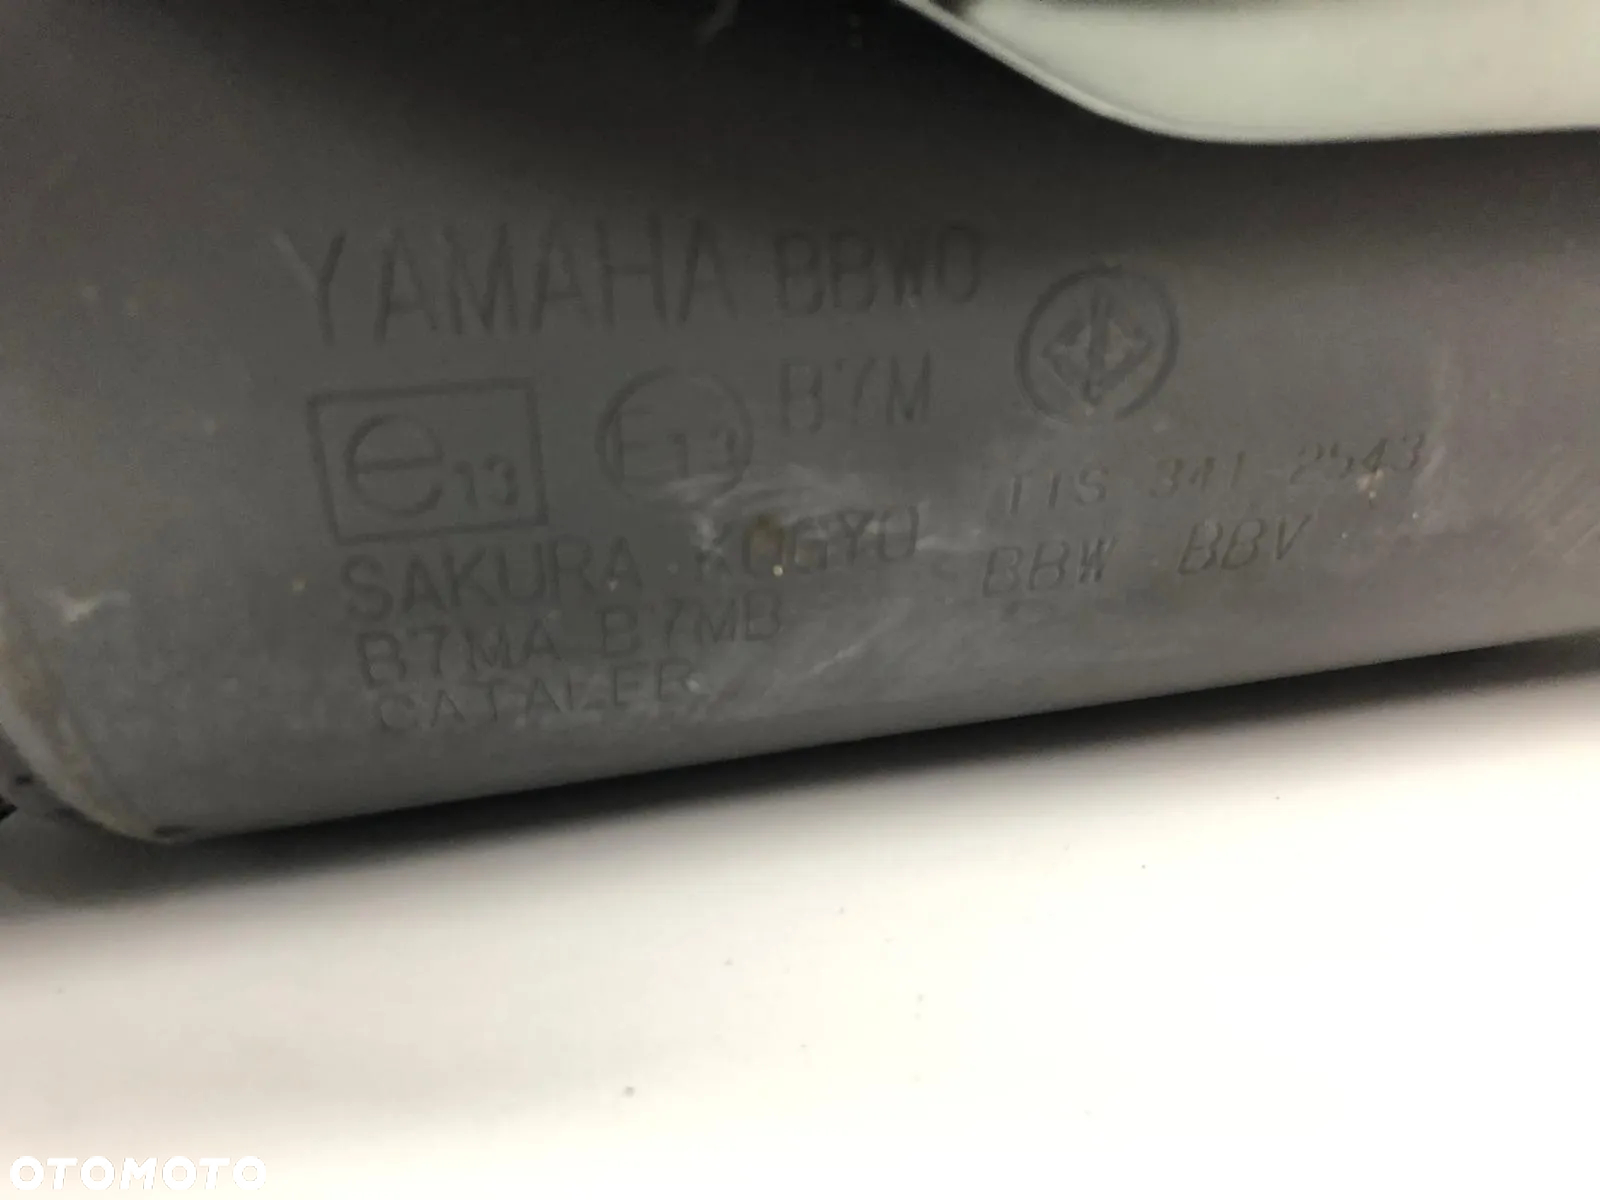 YAMAHA BBW0
B7M
e13
E13
SAKURA KOGYO
B7MA B7MB
CATALER
TIS 341-2543
BBW BBV
OTOMOTO